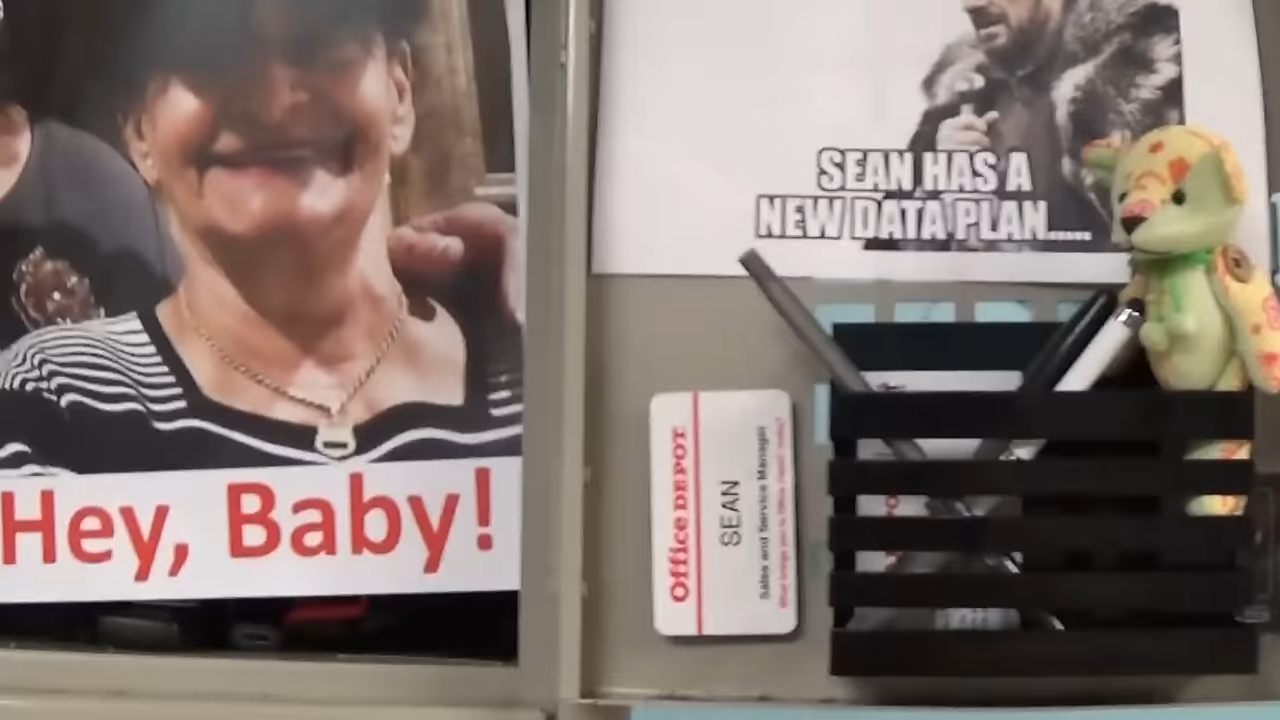 Hey, Baby!
SEAN HAS A
NEW DATA PLAN.....
Office DEPOT
SEAN
Sales and Service Manager